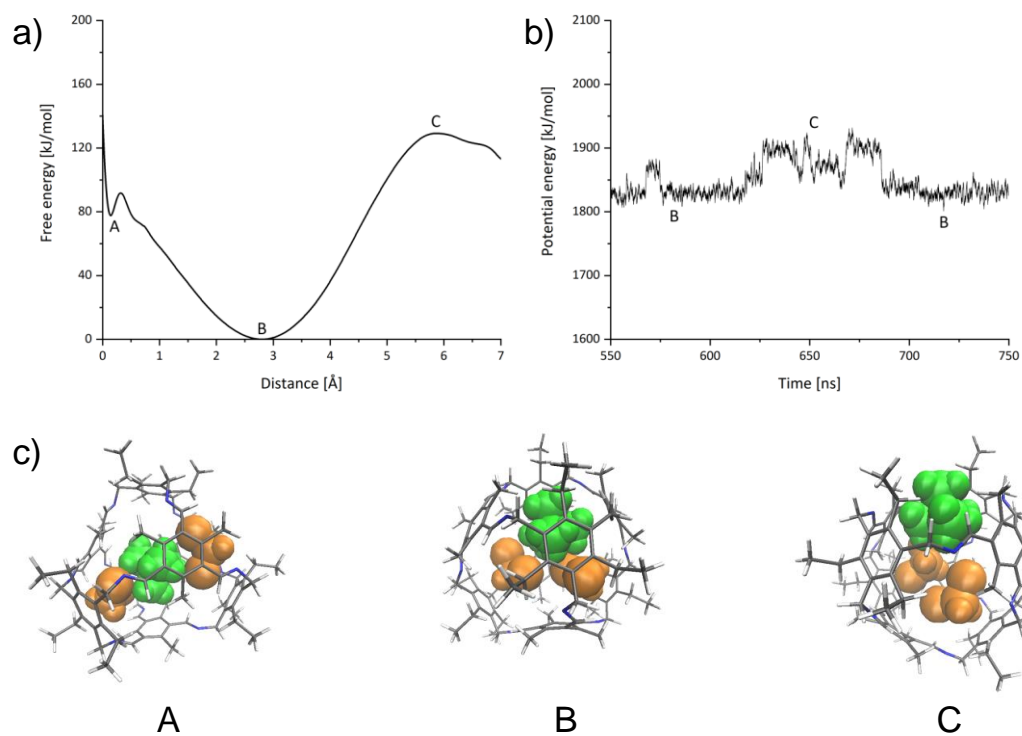 a)
200
160
120
80
40
0
Free energy [kJ/mol]
A
B
C
0 1 2 3 4 5 6 7
Distance [Å]
b)
2100
2000
1900
1800
1700
1600
Potential energy [kJ/mol]
C
B
B
550 600 650 700 750
Time [ns]
c)
A B C